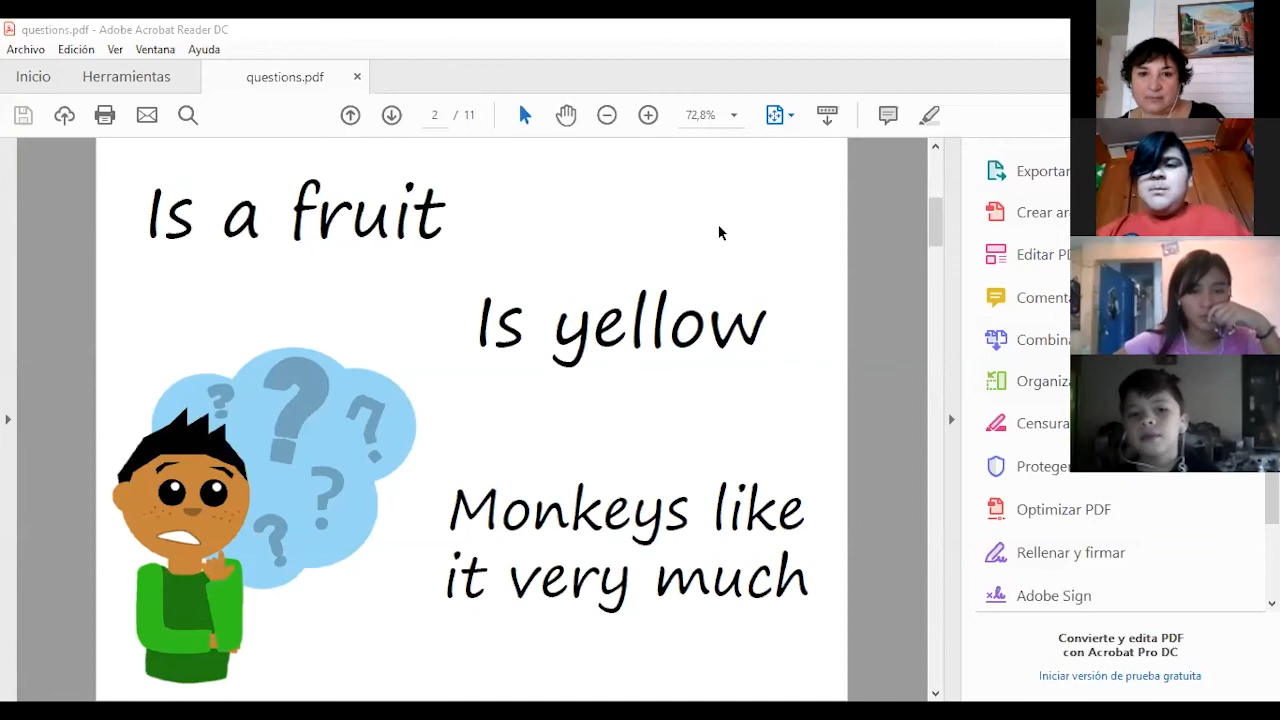 questions.pdf - Adobe Acrobat Reader DC
Archivo Edición Ver Ventana Ayuda
Inicio Herramientas questions.pdf ×
2 / 11 72,8%
Is a fruit
Is yellow
? ? ? ? ?
Monkeys like
it very much
Exportar
Crear ar
Editar PD
Comenta
Combina
Organiza
Censura
Proteger
Optimizar PDF
Rellenar y firmar
Adobe Sign
Convierte y edita PDF
con Acrobat Pro DC
Iniciar versión de prueba gratuita